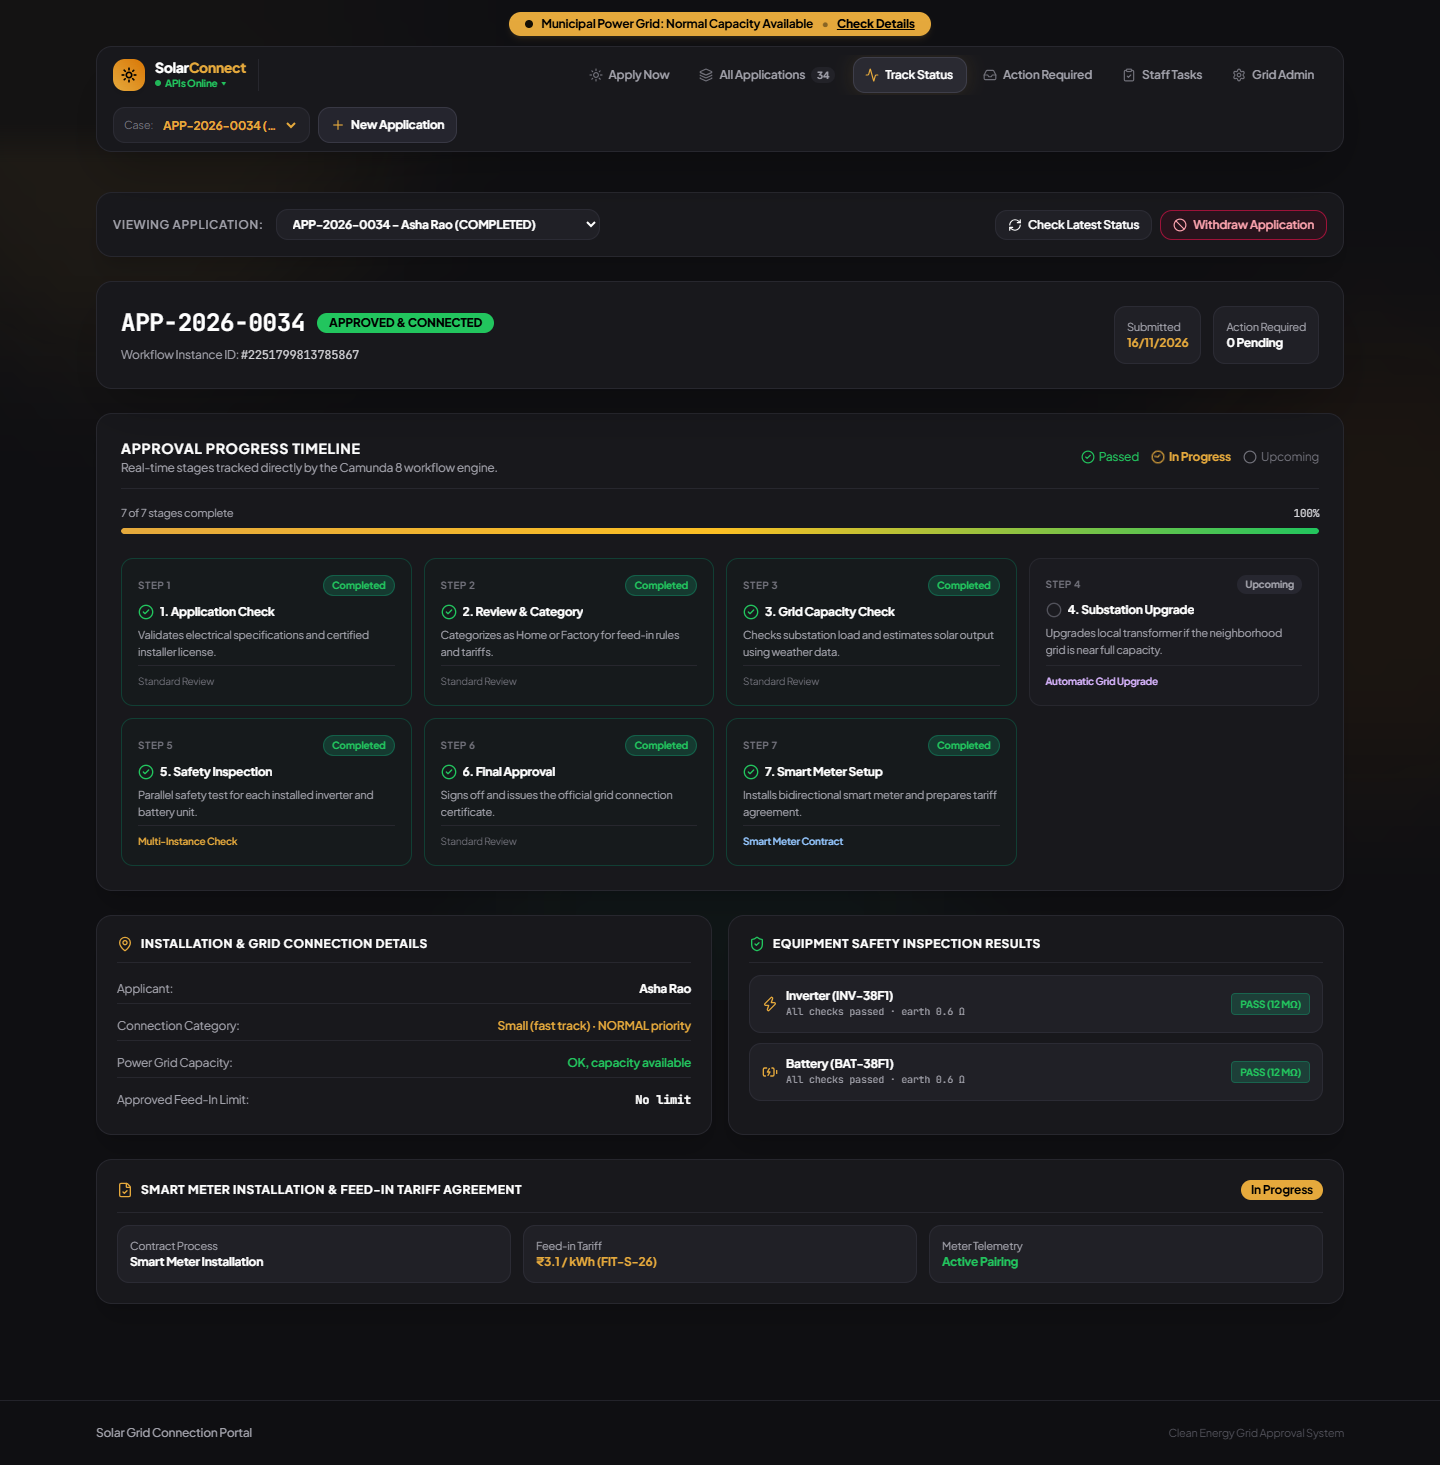 Municipal Power Grid: Normal Capacity Available • Check Details
SolarConnect
APIs Online
Apply Now
All Applications 34
Track Status
Action Required
Staff Tasks
Grid Admin
Case: APP-2026-0034 (...
New Application
VIEWING APPLICATION: APP-2026-0034 - Asha Rao (COMPLETED)
Check Latest Status
Withdraw Application
APP-2026-0034 APPROVED & CONNECTED
Workflow Instance ID: #2251799813785867
Submitted
16/11/2026
Action Required
0 Pending
APPROVAL PROGRESS TIMELINE
Real-time stages tracked directly by the Camunda 8 workflow engine.
Passed In Progress Upcoming
7 of 7 stages complete 100%
STEP 1 Completed
1. Application Check
Validates electrical specifications and certified
installer license.
Standard Review
STEP 2 Completed
2. Review & Category
Categorizes as Home or Factory for feed-in rules
and tariffs.
Standard Review
STEP 3 Completed
3. Grid Capacity Check
Checks substation load and estimates solar output
using weather data.
Standard Review
STEP 4 Upcoming
4. Substation Upgrade
Upgrades local transformer if the neighborhood
grid is near full capacity.
Automatic Grid Upgrade
STEP 5 Completed
5. Safety Inspection
Parallel safety test for each installed inverter and
battery unit.
Multi-Instance Check
STEP 6 Completed
6. Final Approval
Signs off and issues the official grid connection
certificate.
Standard Review
STEP 7 Completed
7. Smart Meter Setup
Installs bidirectional smart meter and prepares tariff
agreement.
Smart Meter Contract
INSTALLATION & GRID CONNECTION DETAILS
Applicant: Asha Rao
Connection Category: Small (fast track) · NORMAL priority
Power Grid Capacity: OK, capacity available
Approved Feed-In Limit: No limit
EQUIPMENT SAFETY INSPECTION RESULTS
Inverter (INV-38F1)
All checks passed · earth 0.6 Ω
PASS (12 MΩ)
Battery (BAT-38F1)
All checks passed · earth 0.6 Ω
PASS (12 MΩ)
SMART METER INSTALLATION & FEED-IN TARIFF AGREEMENT In Progress
Contract Process
Smart Meter Installation
Feed-in Tariff
₹3.1 / kWh (FIT-S-26)
Meter Telemetry
Active Pairing
Solar Grid Connection Portal
Clean Energy Grid Approval System